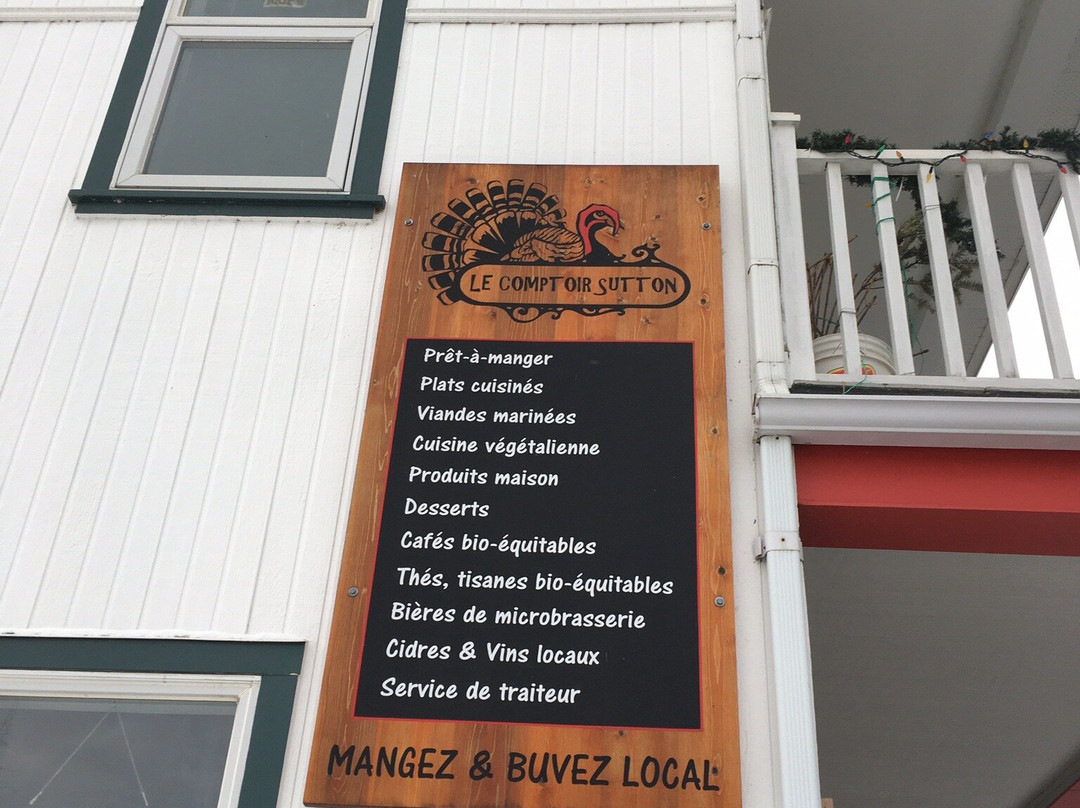 LE COMPTOIR SUTTON
Prêt-à-manger
Plats cuisinés
Viandes marinées
Cuisine végétalienne
Produits maison
Desserts
Cafés bio-équitables
Thés, tisanes bio-équitables
Bières de microbrasserie
Cidres & Vins locaux
Service de traiteur
MANGEZ & BUVEZ LOCAL